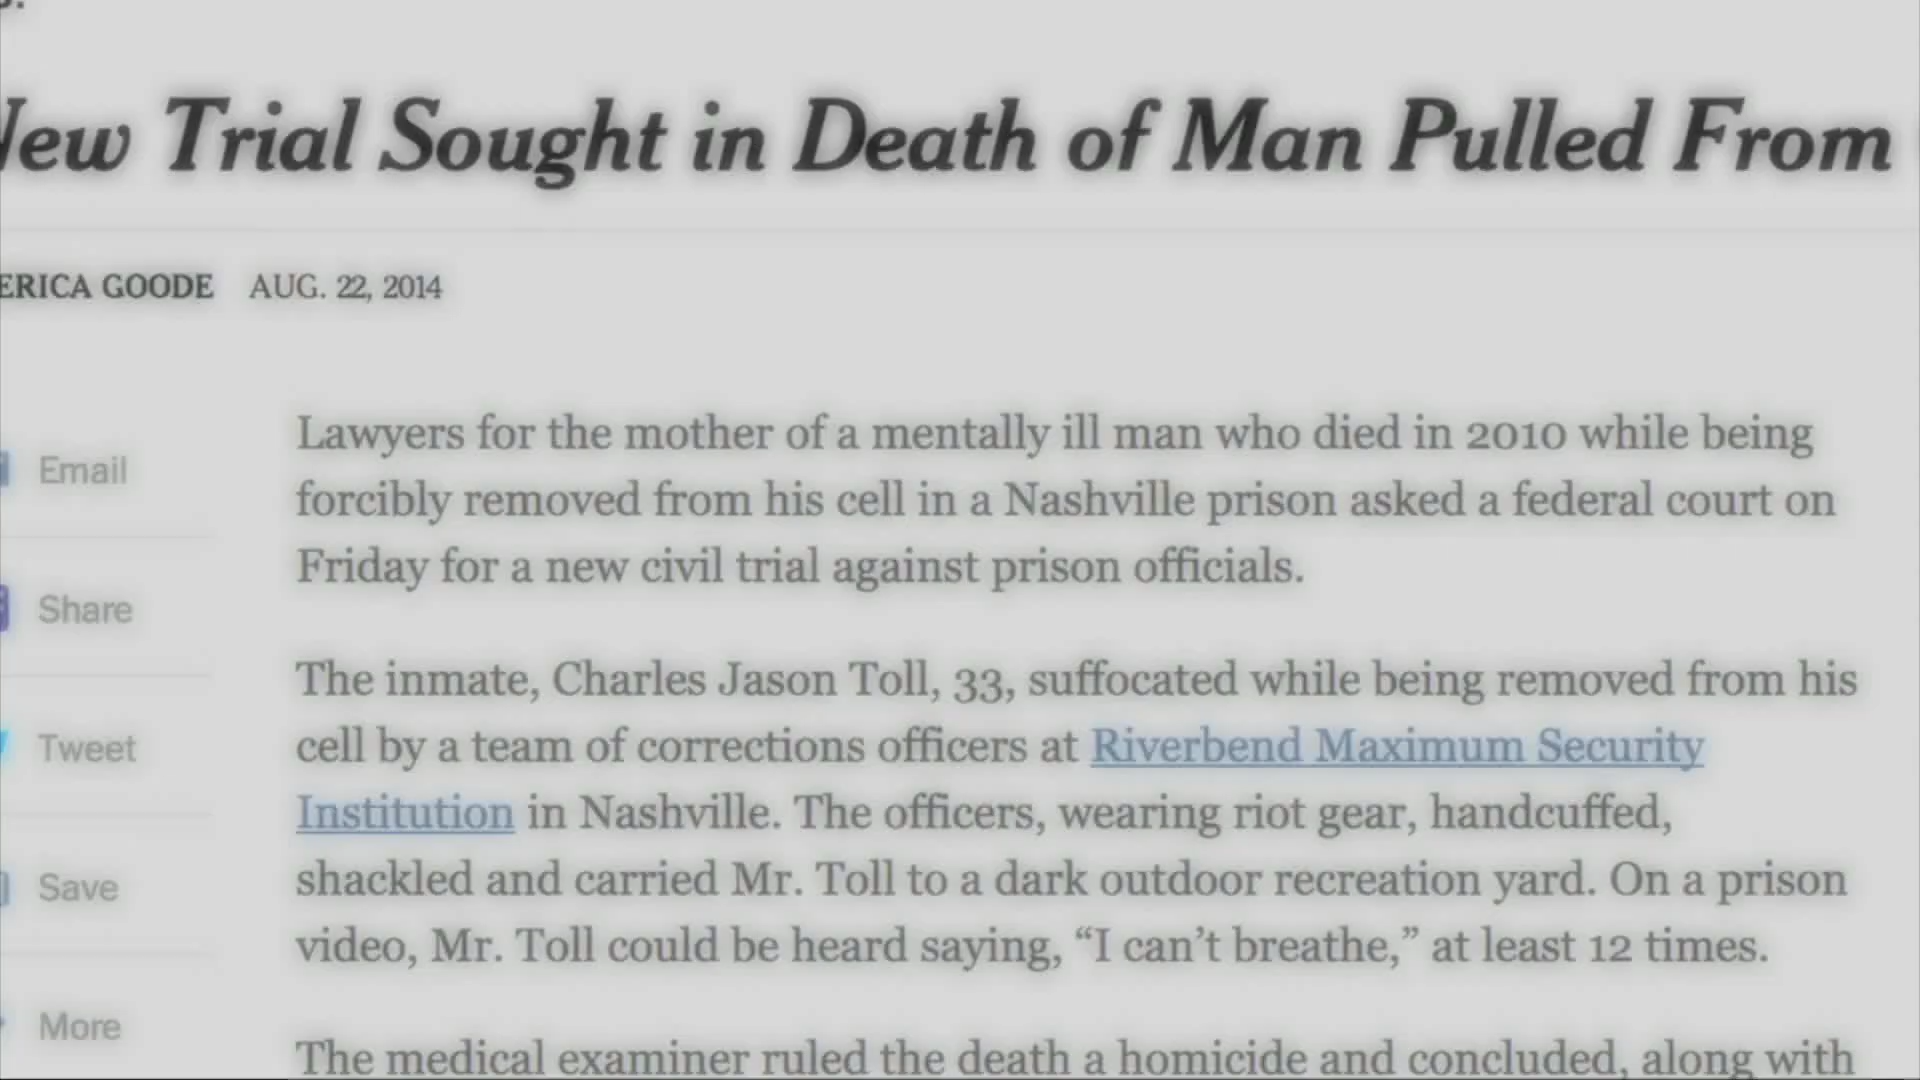 New Trial Sought in Death of Man Pulled From
ERICA GOODE AUG. 22, 2014
Email
Share
Tweet
Save
More
Lawyers for the mother of a mentally ill man who died in 2010 while being
forcibly removed from his cell in a Nashville prison asked a federal court on
Friday for a new civil trial against prison officials.
The inmate, Charles Jason Toll, 33, suffocated while being removed from his
cell by a team of corrections officers at Riverbend Maximum Security
Institution in Nashville. The officers, wearing riot gear, handcuffed,
shackled and carried Mr. Toll to a dark outdoor recreation yard. On a prison
video, Mr. Toll could be heard saying, “I can’t breathe,” at least 12 times.
The medical examiner ruled the death a homicide and concluded, along with